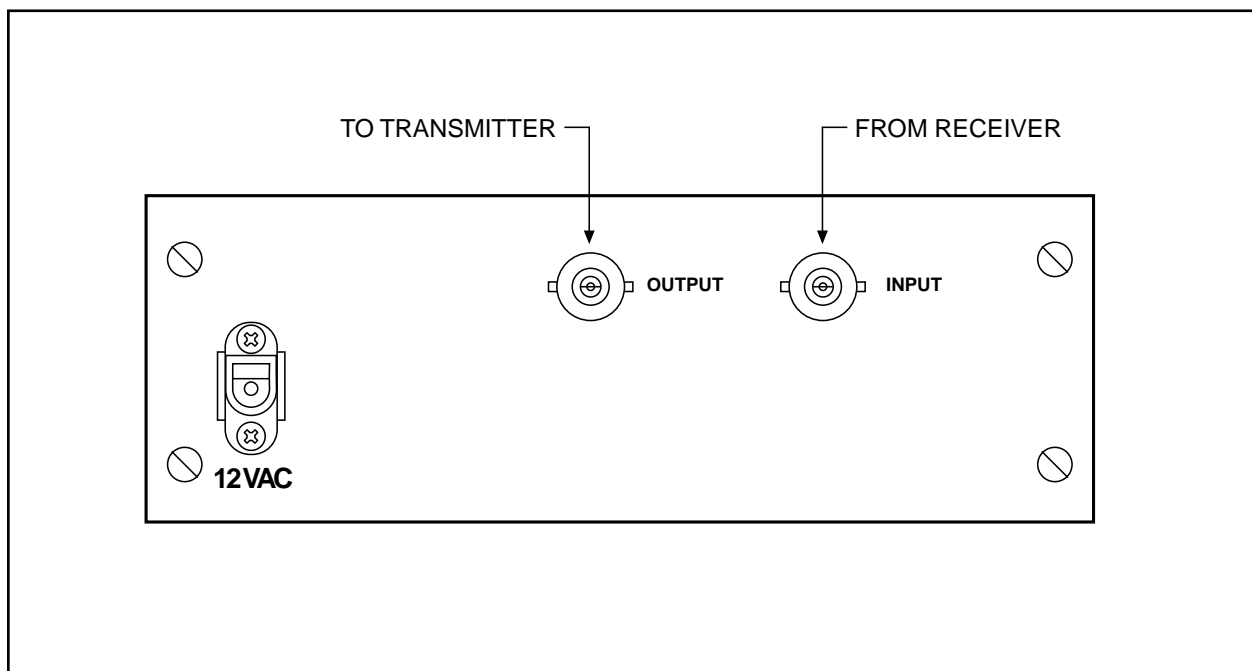 TO TRANSMITTER
FROM RECEIVER
OUTPUT
INPUT
12VAC